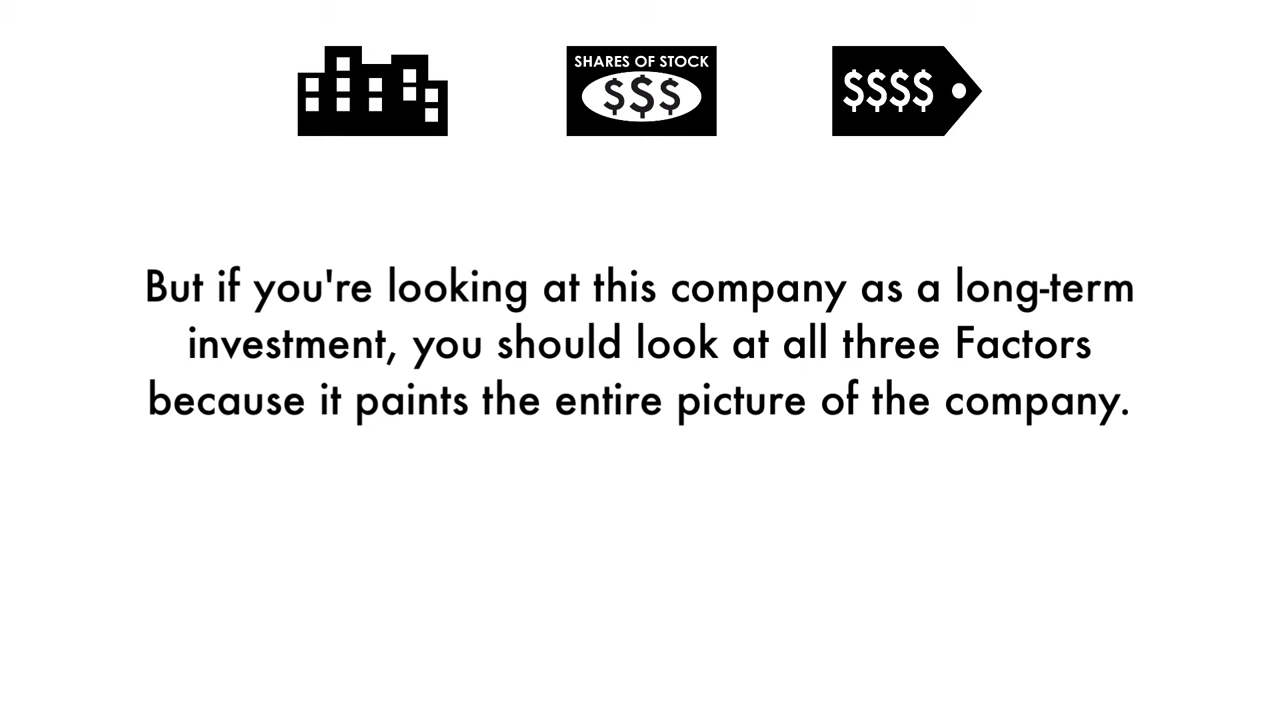 SHARES OF STOCK
$$$
$$$$
But if you're looking at this company as a long-term
investment, you should look at all three Factors
because it paints the entire picture of the company.